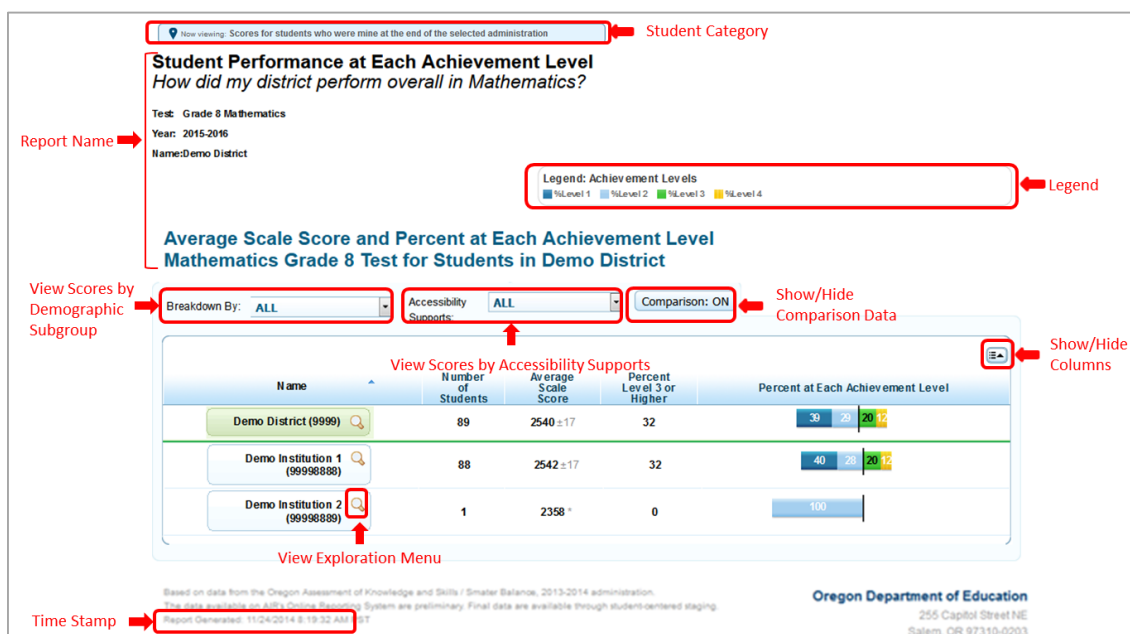 Now viewing: Scores for students who were mine at the end of the selected administration
Student Category
Student Performance at Each Achievement Level
How did my district perform overall in Mathematics?
Test: Grade 8 Mathematics
Year: 2015-2016
Name:Demo District
Report Name
Legend: Achievement Levels
%Level 1 %Level 2 %Level 3 %Level 4
Legend
Average Scale Score and Percent at Each Achievement Level
Mathematics Grade 8 Test for Students in Demo District
View Scores by
Demographic
Subgroup
Breakdown By: ALL
Accessibility
Supports:
ALL
Comparison: ON
Show/Hide
Comparison Data
View Scores by Accessibility Supports
Show/Hide
Columns
Name
Number
of
Students
Average
Scale
Score
Percent
Level 3 or
Higher
Percent at Each Achievement Level
Demo District (9999) 89 2540 ±17 32 39 29 20 12
Demo Institution 1
(99998888)
88 2542 ±17 32 40 28 20 12
Demo Institution 2
(99998889)
1 2358 * 0 100
View Exploration Menu
Based on data from the Oregon Assessment of Knowledge and Skills / Smater Balance, 2013-2014 administration.
The data available on AIR's Online Reporting System are preliminary. Final data are available through student-centered staging.
Report Generated: 11/24/2014 8:19:32 AM EST
Time Stamp
Oregon Department of Education
255 Capitol Street NE
Salem, OR 97310-0203